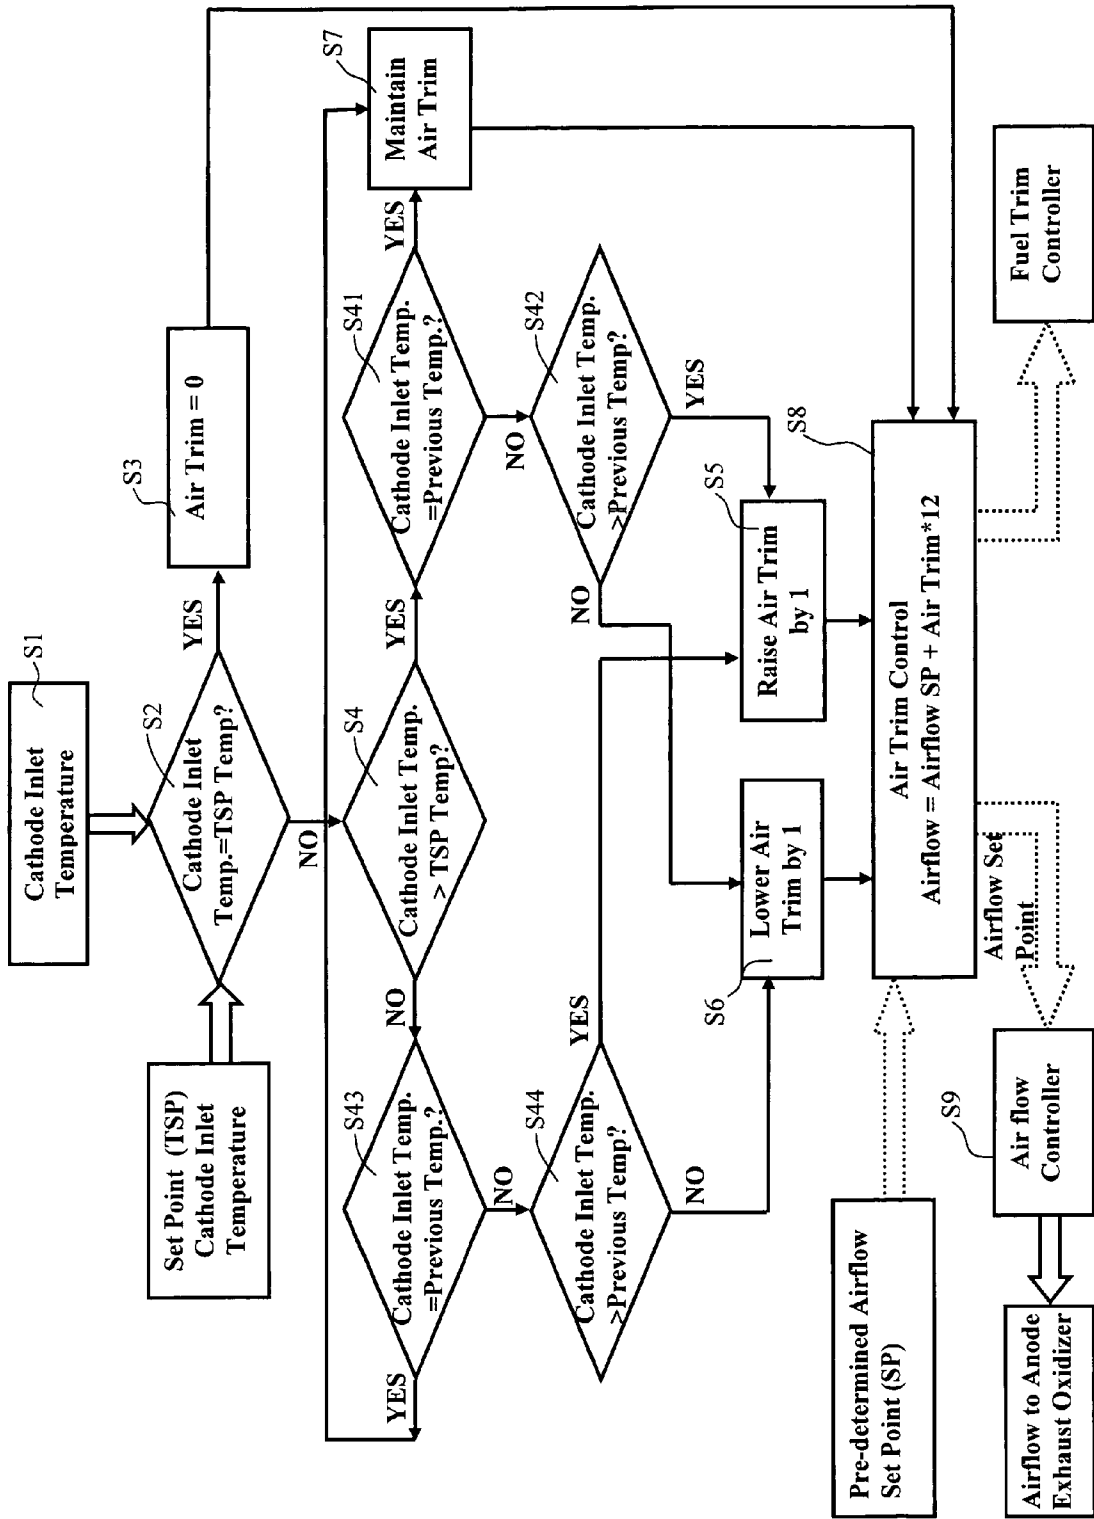 Cathode Inlet
Temperature
S1
Set Point (TSP)
Cathode Inlet
Temperature
S2
Cathode Inlet
Temp.=TSP Temp?
YES
S3
Air Trim = 0
NO
S4
Cathode Inlet Temp.
> TSP Temp?
YES
NO
S41
Cathode Inlet Temp.
=Previous Temp.?
YES
S7
Maintain
Air Trim
NO
S42
Cathode Inlet Temp.
>Previous Temp?
YES
NO
S43
Cathode Inlet Temp.
=Previous Temp.?
YES
NO
S44
Cathode Inlet Temp.
>Previous Temp?
YES
NO
S5
Raise Air Trim
by 1
S6
Lower Air
Trim by 1
S8
Air Trim Control
Airflow = Airflow SP + Air Trim*12
Pre-determined Airflow
Set Point (SP)
Airflow Set
Point
S9
Air flow
Controller
Airflow to Anode
Exhaust Oxidizer
Fuel Trim
Controller